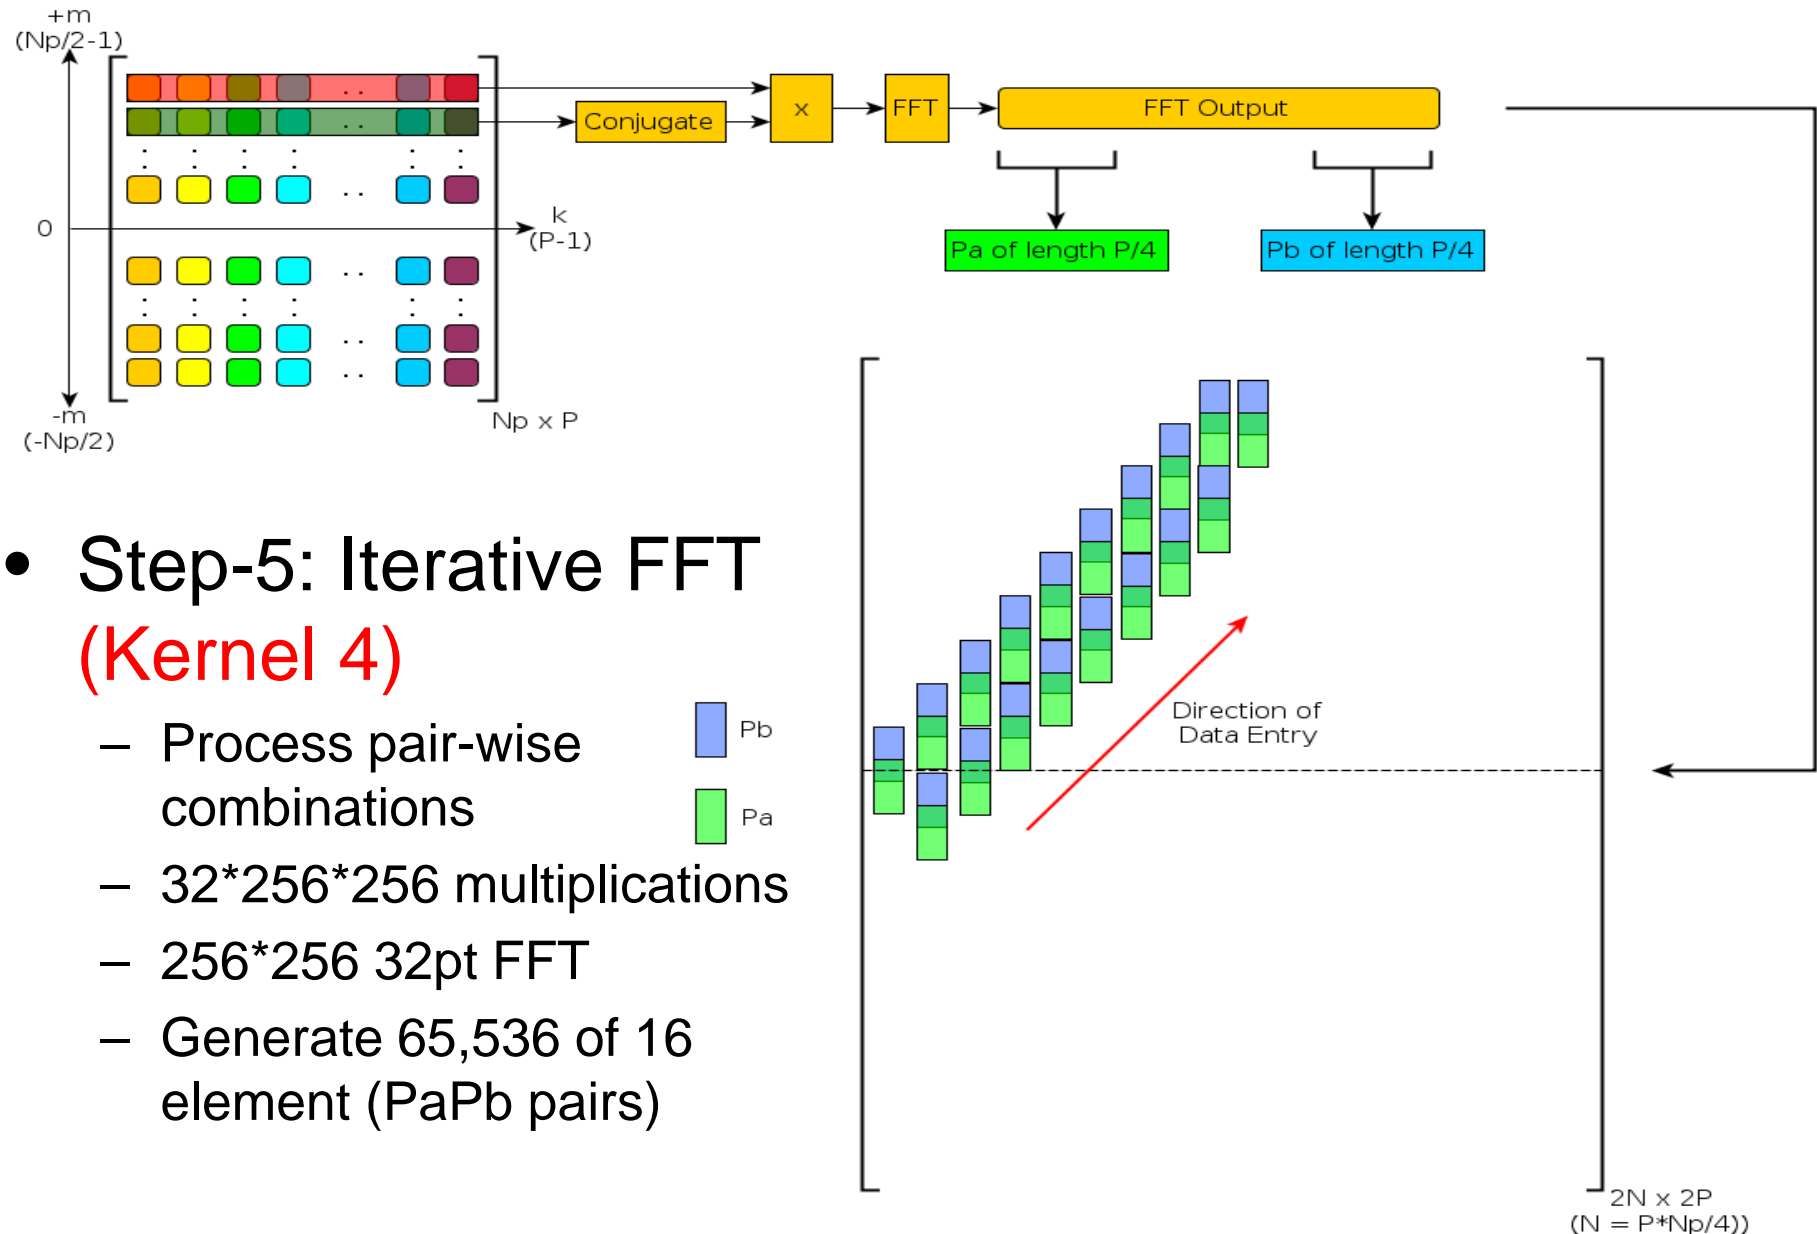 +m
(Np/2-1)
0
-m
(-Np/2)
k
(P-1)
Np x P
Conjugate
x
FFT
FFT Output
Pa of length P/4
Pb of length P/4
• Step-5: Iterative FFT
(Kernel 4)
– Process pair-wise
combinations
– 32*256*256 multiplications
– 256*256 32pt FFT
– Generate 65,536 of 16
element (PaPb pairs)
Pb
Pa
Direction of
Data Entry
2N x 2P
(N = P*Np/4))